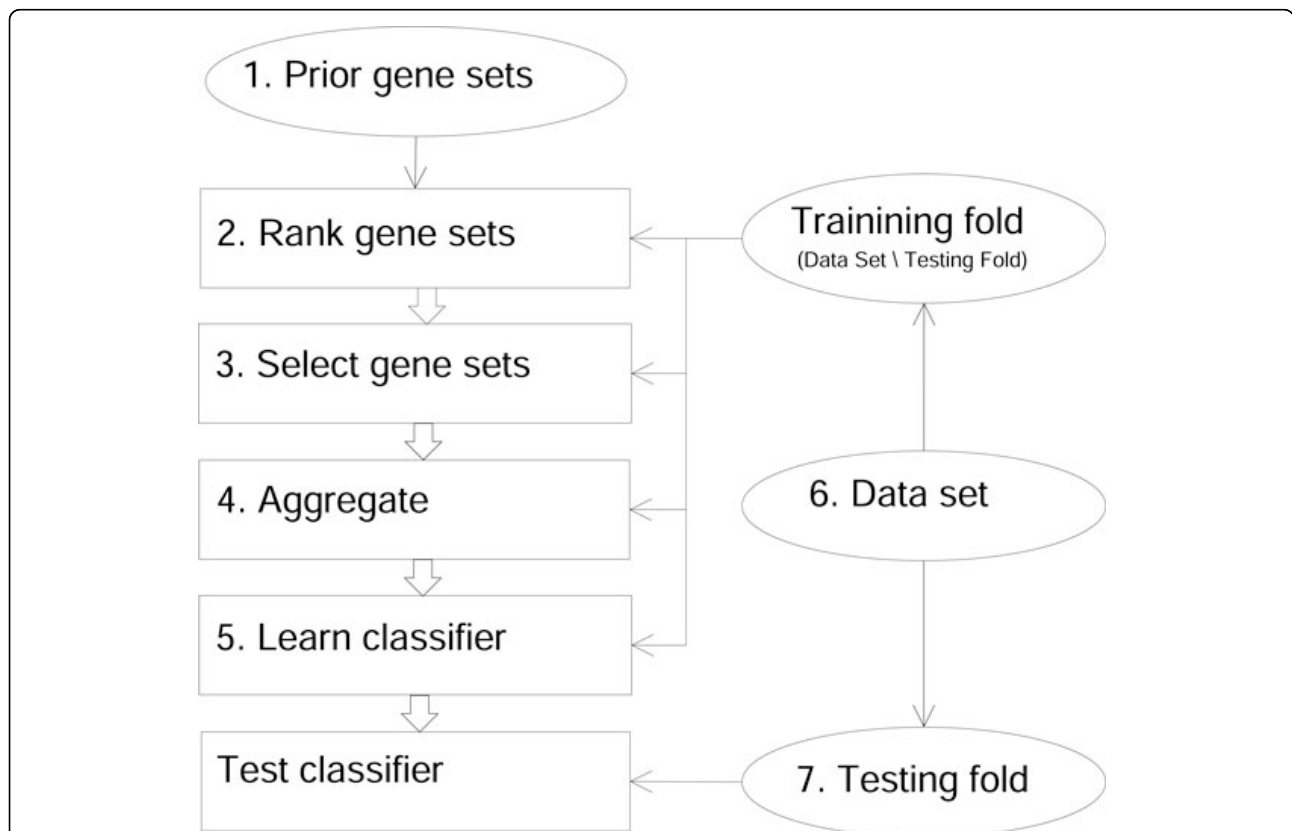 1. Prior gene sets
2. Rank gene sets
3. Select gene sets
4. Aggregate
5. Learn classifier
Test classifier
Trainining fold
(Data Set \ Testing Fold)
6. Data set
7. Testing fold